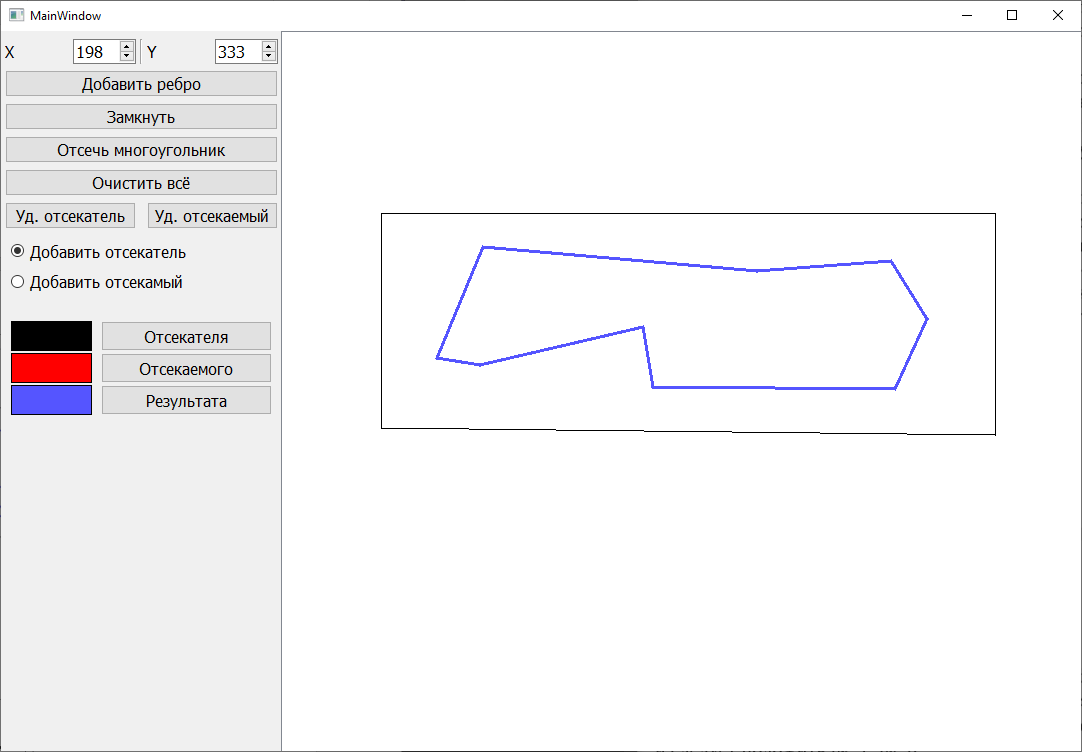 MainWindow
X 198 Y 333
Добавить ребро
Замкнуть
Отсечь многоугольник
Очистить всё
Уд. отсекатель Уд. отсекаемый
Добавить отсекатель
Добавить отсекамый
Отсекателя
Отсекаемого
Результата